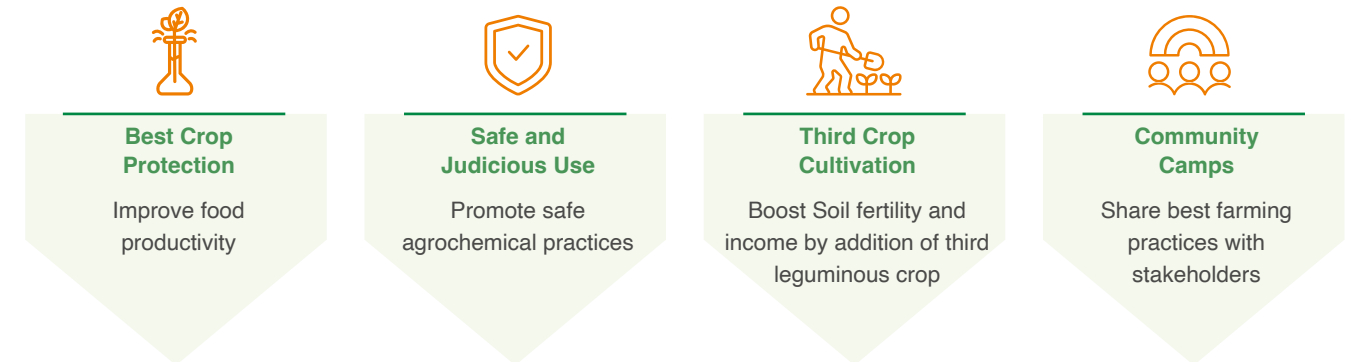 Best Crop
Protection
Improve food
productivity
Safe and
Judicious Use
Promote safe
agrochemical practices
Third Crop
Cultivation
Boost Soil fertility and
income by addition of third
leguminous crop
Community
Camps
Share best farming
practices with
stakeholders